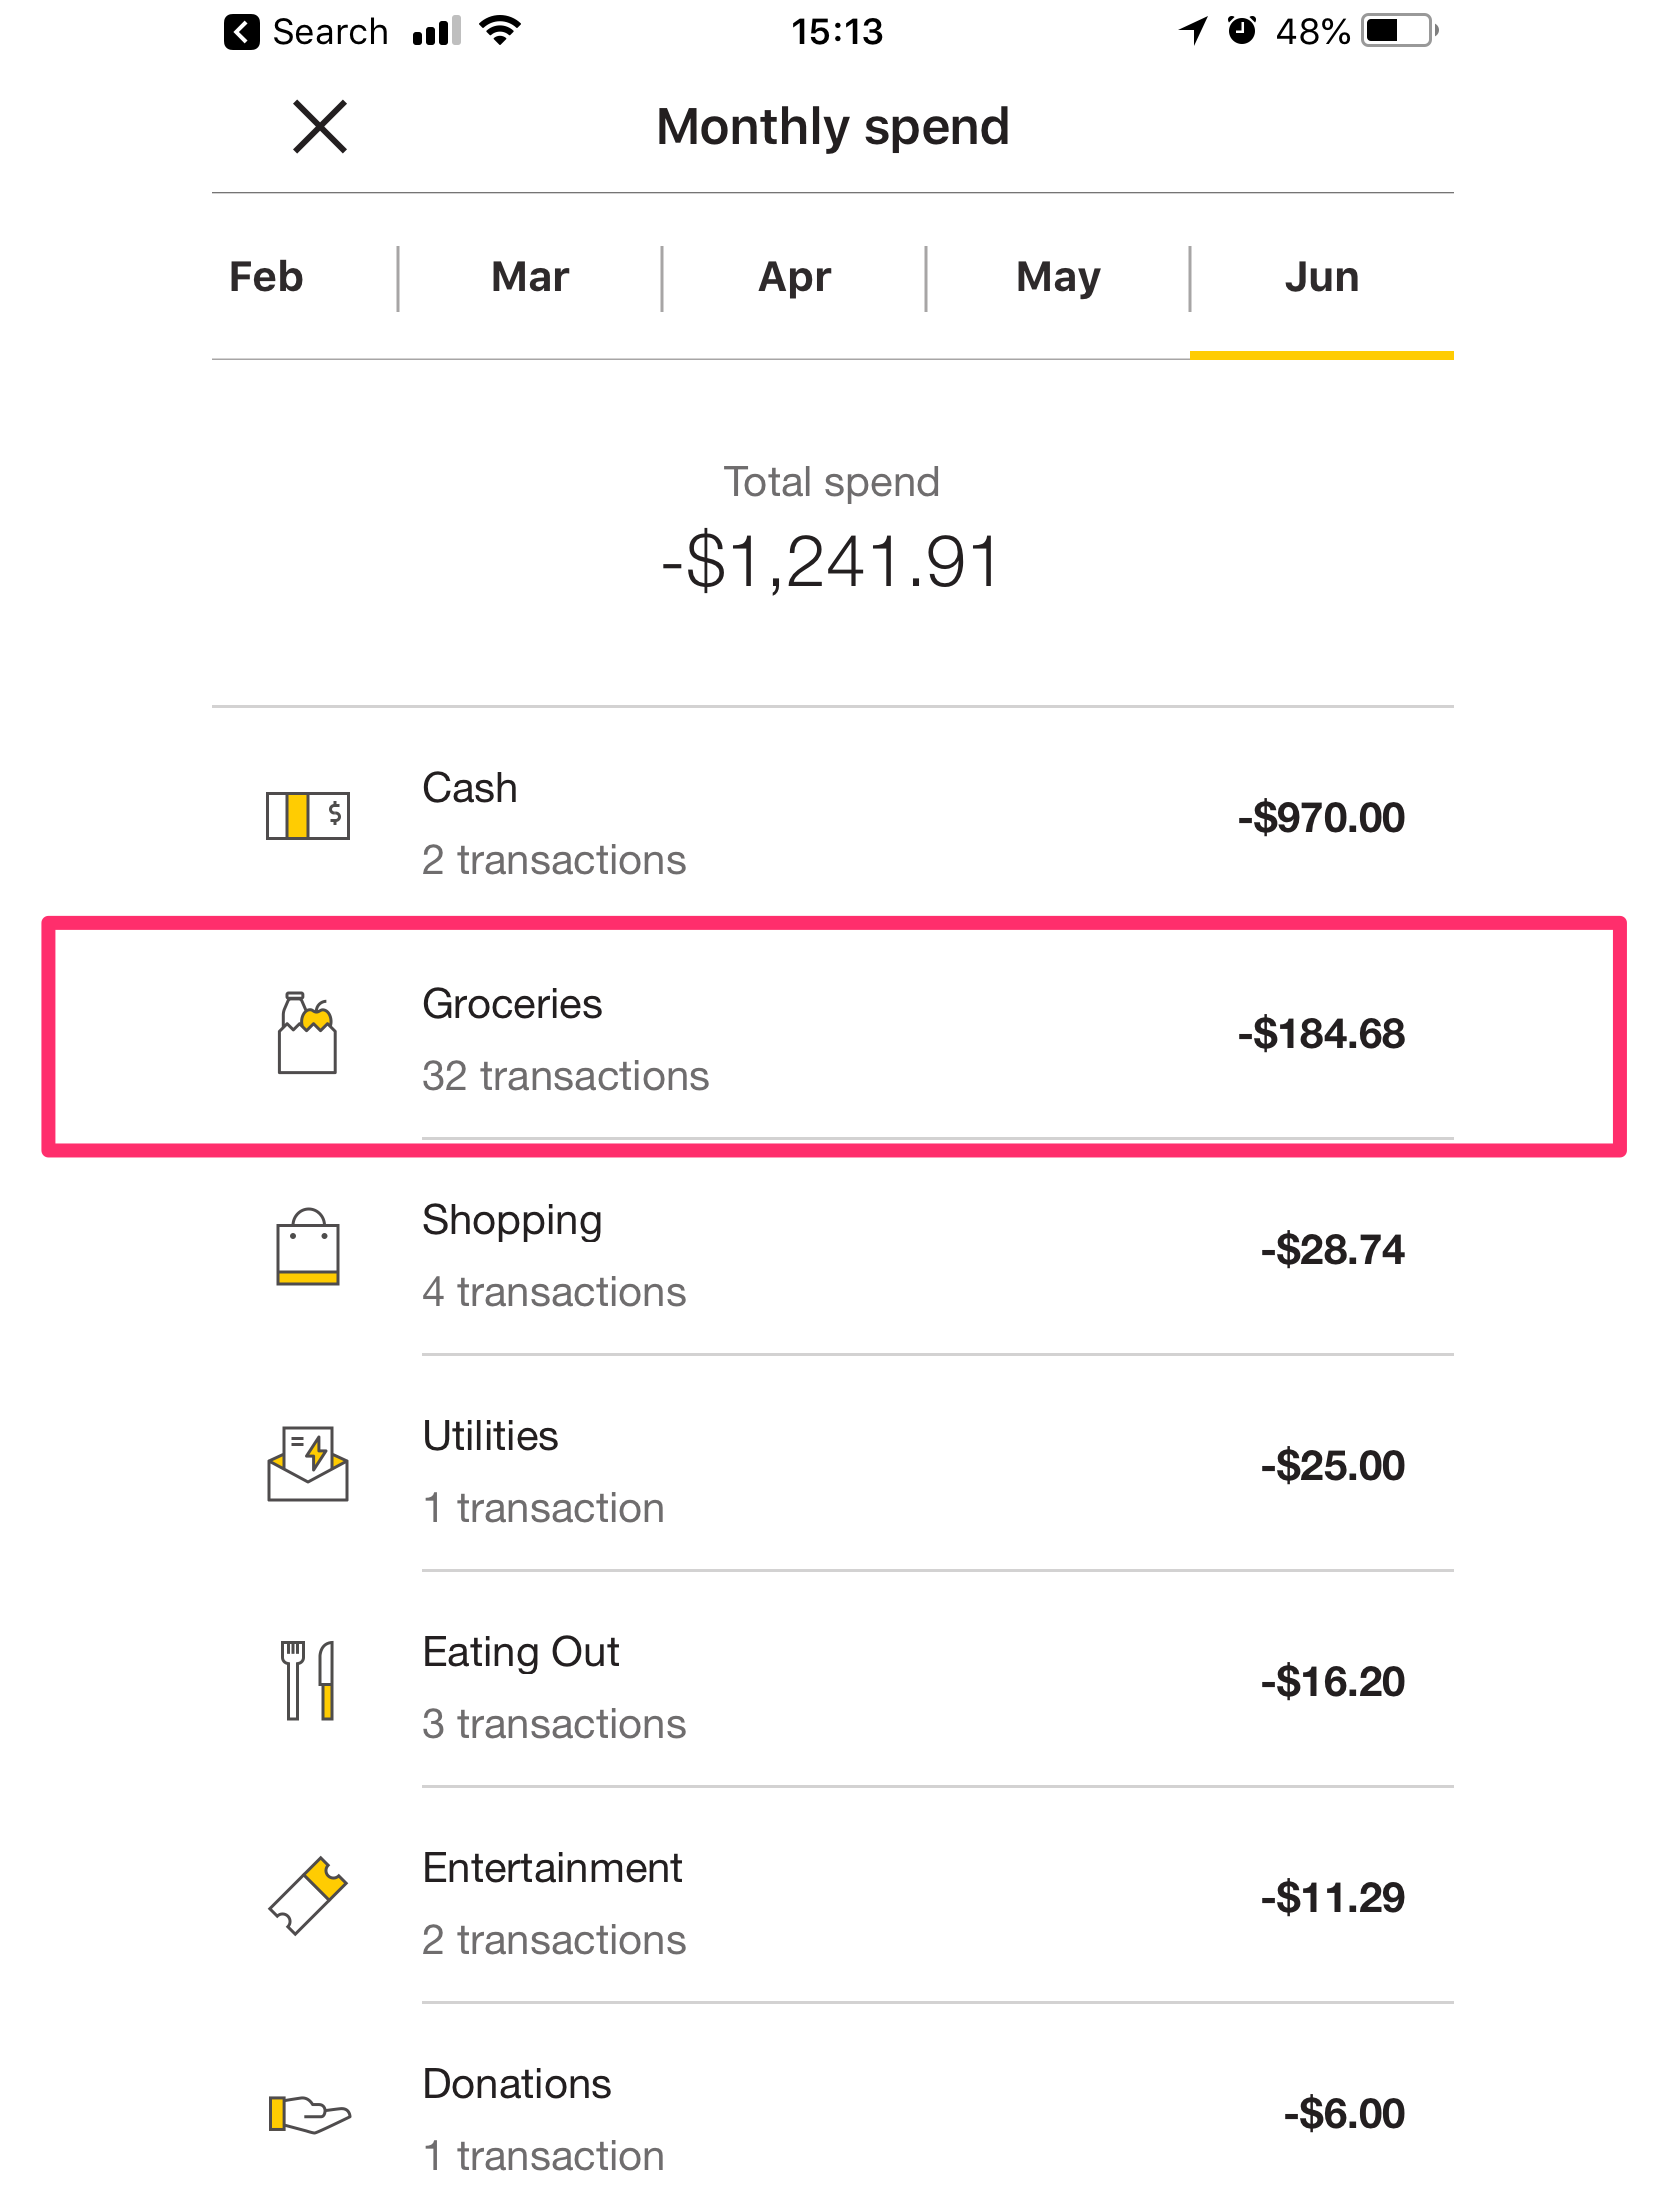 Search 15:13 48%
Monthly spend
Feb Mar Apr May Jun
Total spend
-$1,241.91
$
Cash
-$970.00
2 transactions
Groceries
-$184.68
32 transactions
Shopping
-$28.74
4 transactions
Utilities
-$25.00
1 transaction
Eating Out
-$16.20
3 transactions
Entertainment
-$11.29
2 transactions
Donations
-$6.00
1 transaction